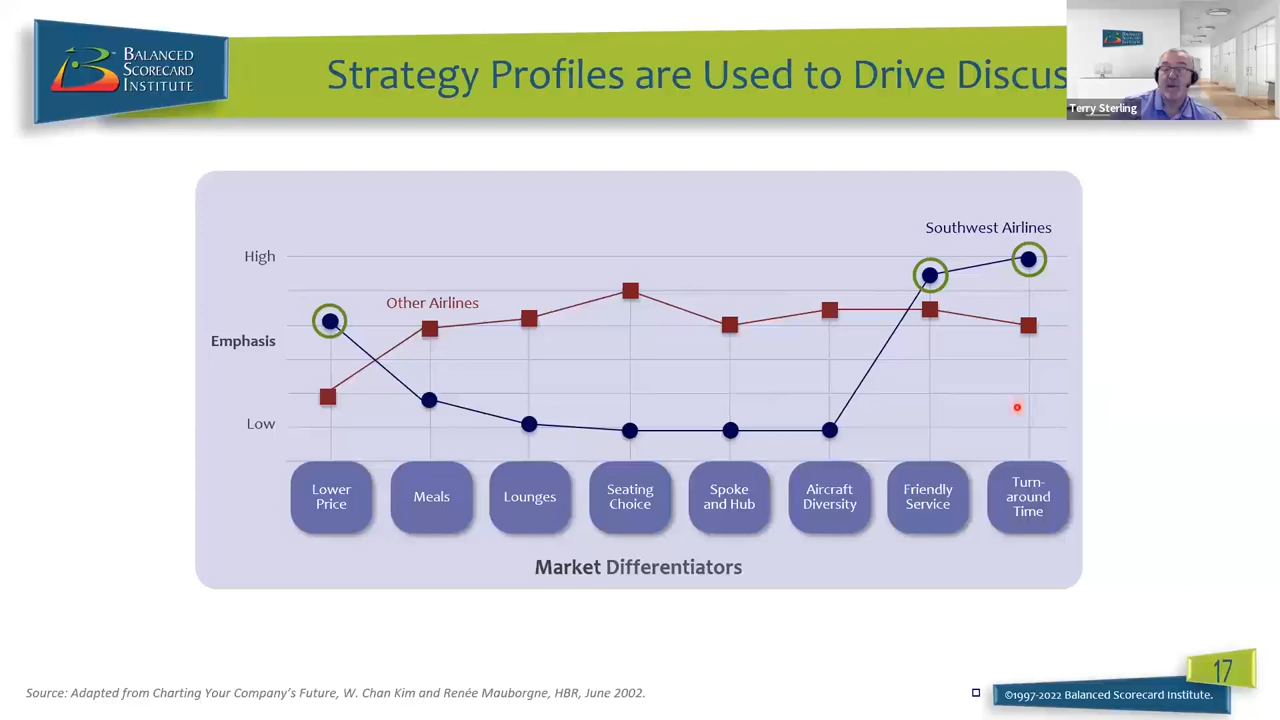 BALANCED
SCORECARD
INSTITUTE
Strategy Profiles are Used to Drive Discus
Terry Sterling
Southwest Airlines
High
Other Airlines
Emphasis
Low
Lower
Price
Meals
Lounges
Seating
Choice
Spoke
and Hub
Aircraft
Diversity
Friendly
Service
Turn-
around
Time
Market Differentiators
17
Source: Adapted from Charting Your Company's Future, W. Chan Kim and Renée Mauborgne, HBR, June 2002.
©1997-2022 Balanced Scorecard Institute.